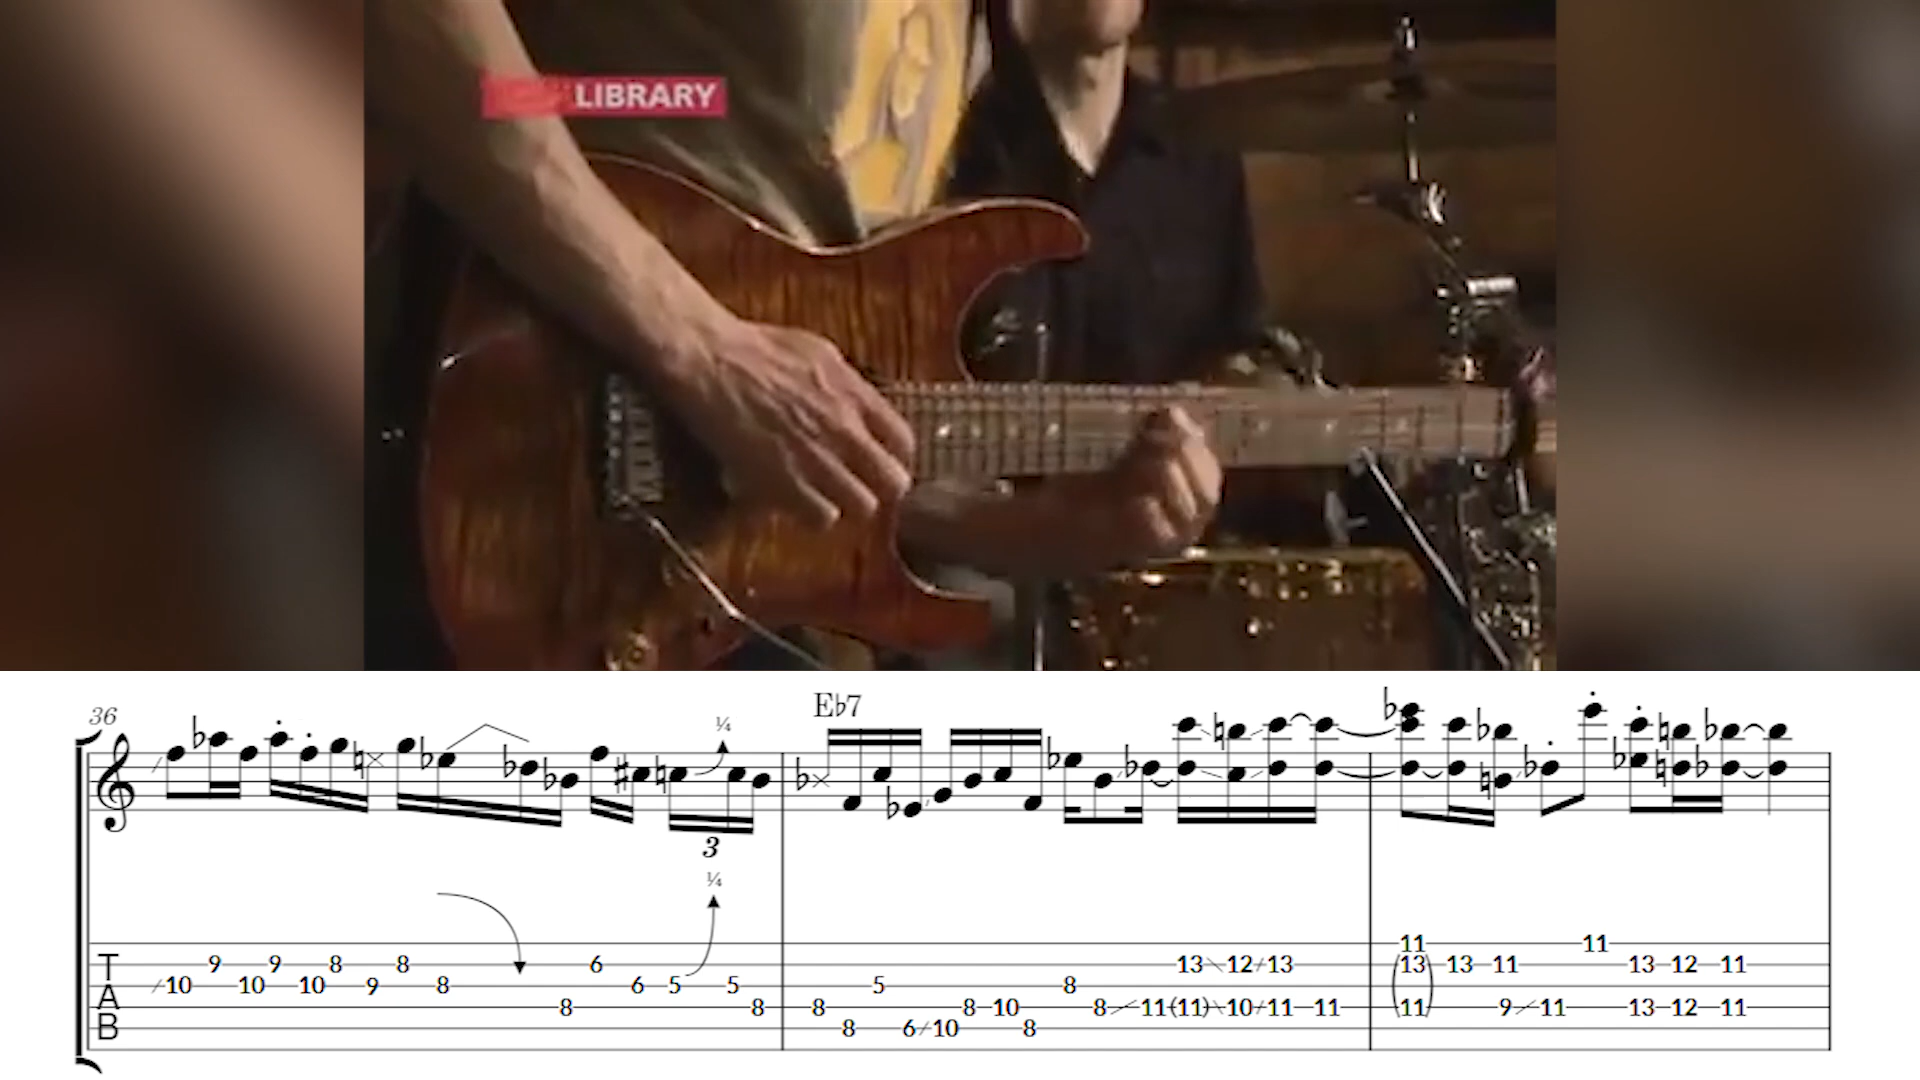 LIBRARY
36
Eb7
¼
3
¼
11 11
9 9 8 8 6 13 12 13 (13) 13 11 13 12 11
10 10 10 9 8 6 5 5 5 8
8 8 8 8 10 8 11 (11) 10 11 11 (11) 9 11 13 12 11
8 6 10 8
T
A
B